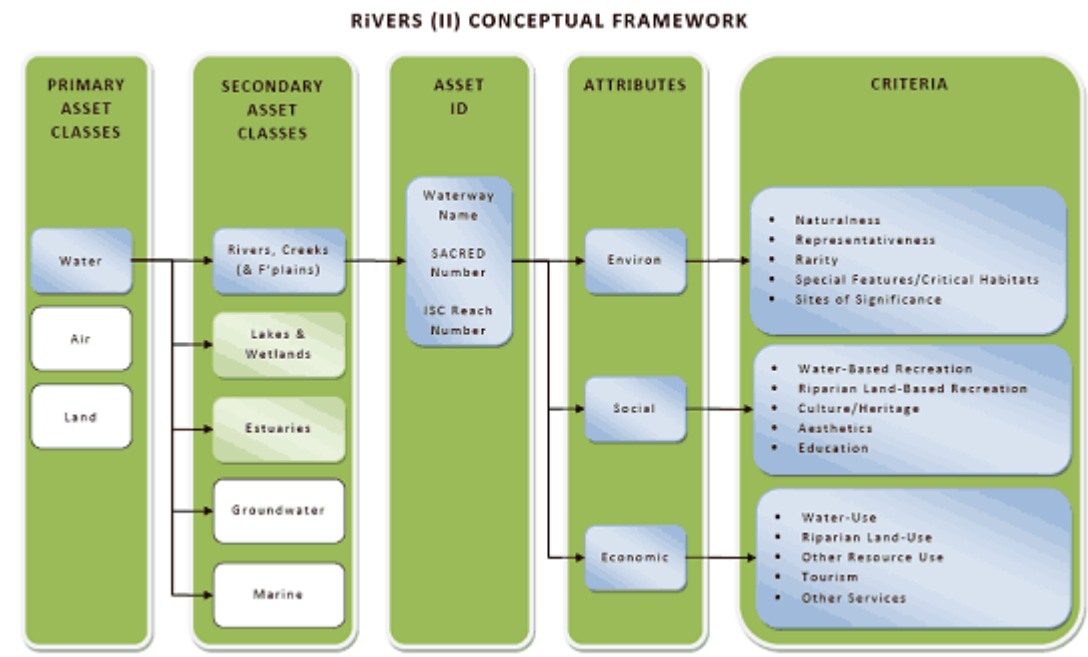 RiVERS (II) CONCEPTUAL FRAMEWORK
PRIMARY
ASSET
CLASSES
Water
Air
Land
SECONDARY
ASSET
CLASSES
Rivers, Creeks
(& F'plains)
Lakes &
Wetlands
Estuaries
Groundwater
Marine
ASSET
ID
Waterway
Name
SACRED
Number
ISC Reach
Number
ATTRIBUTES
Environ
Social
Economic
CRITERIA
• Naturalness
• Representativeness
• Rarity
• Special Features/Critical Habitats
• Sites of Significance
• Water-Based Recreation
• Riparian Land-Based Recreation
• Culture/Heritage
• Aesthetics
• Education
• Water-Use
• Riparian Land-Use
• Other Resource Use
• Tourism
• Other Services